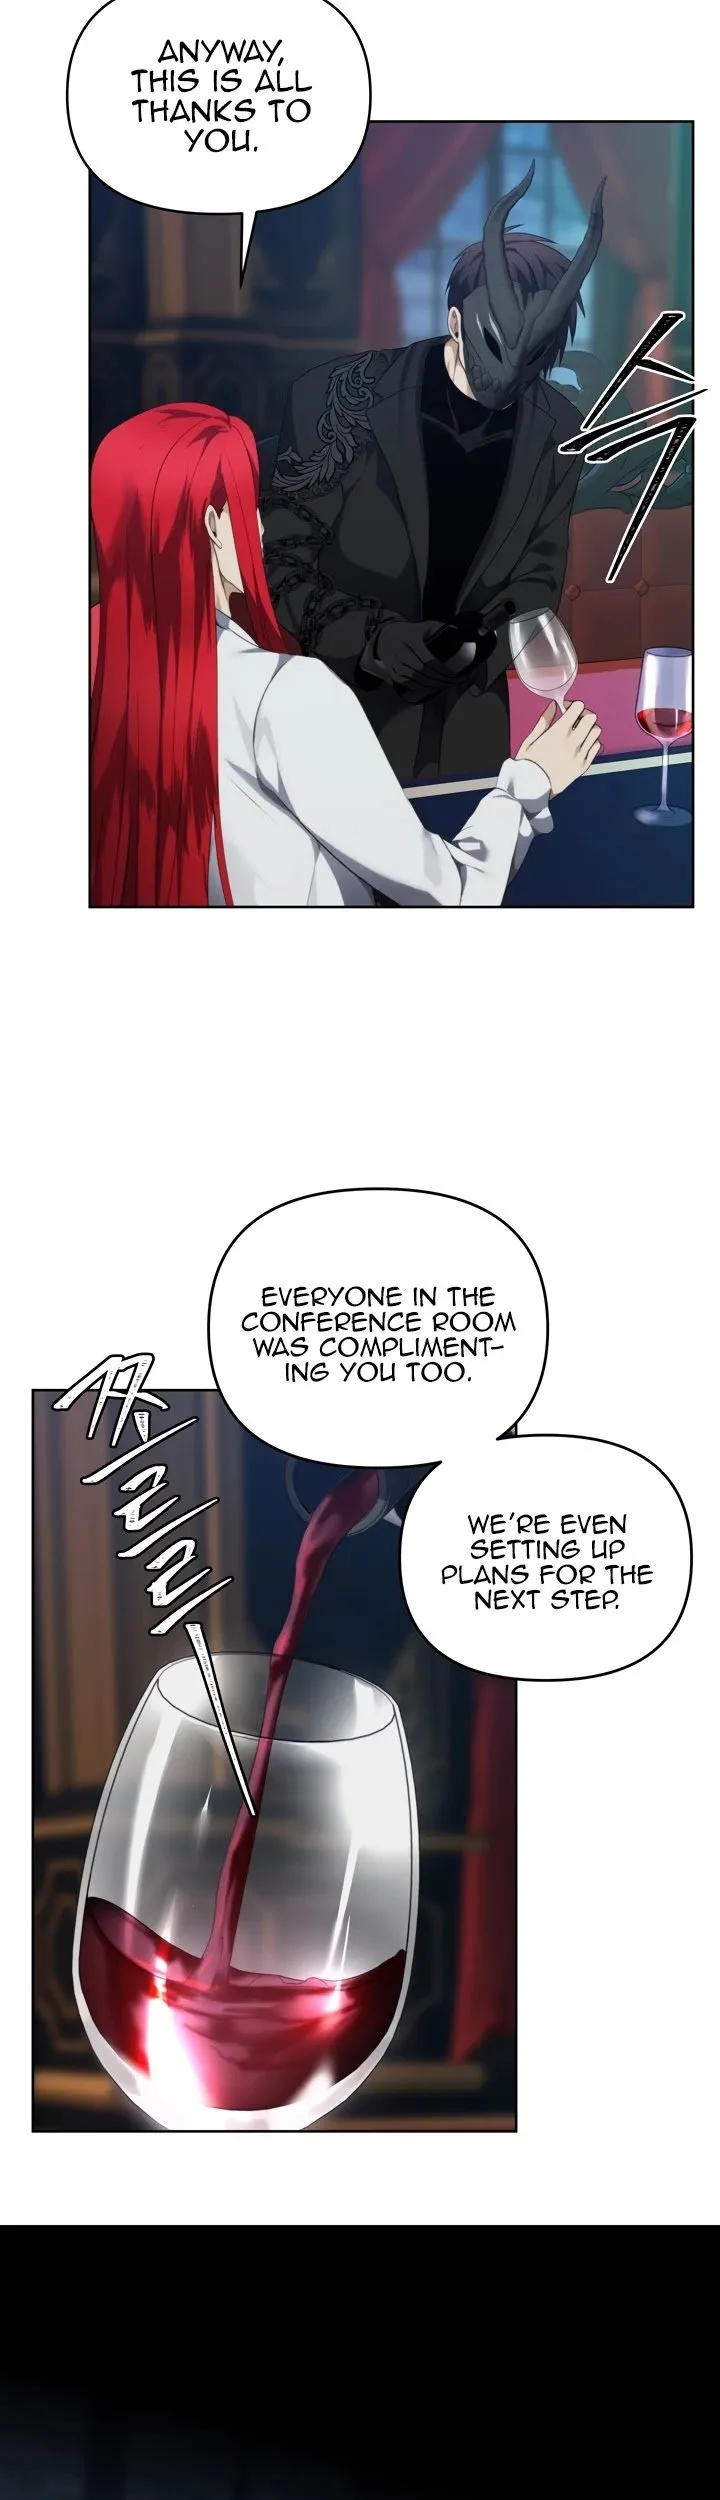 ANYWAY,
THIS IS ALL
THANKS TO
YOU.
EVERYONE IN THE
CONFERENCE ROOM
WAS COMPLIMENT-
ING YOU TOO.
WE'RE EVEN
SETTING UP
PLANS FOR THE
NEXT STEP.